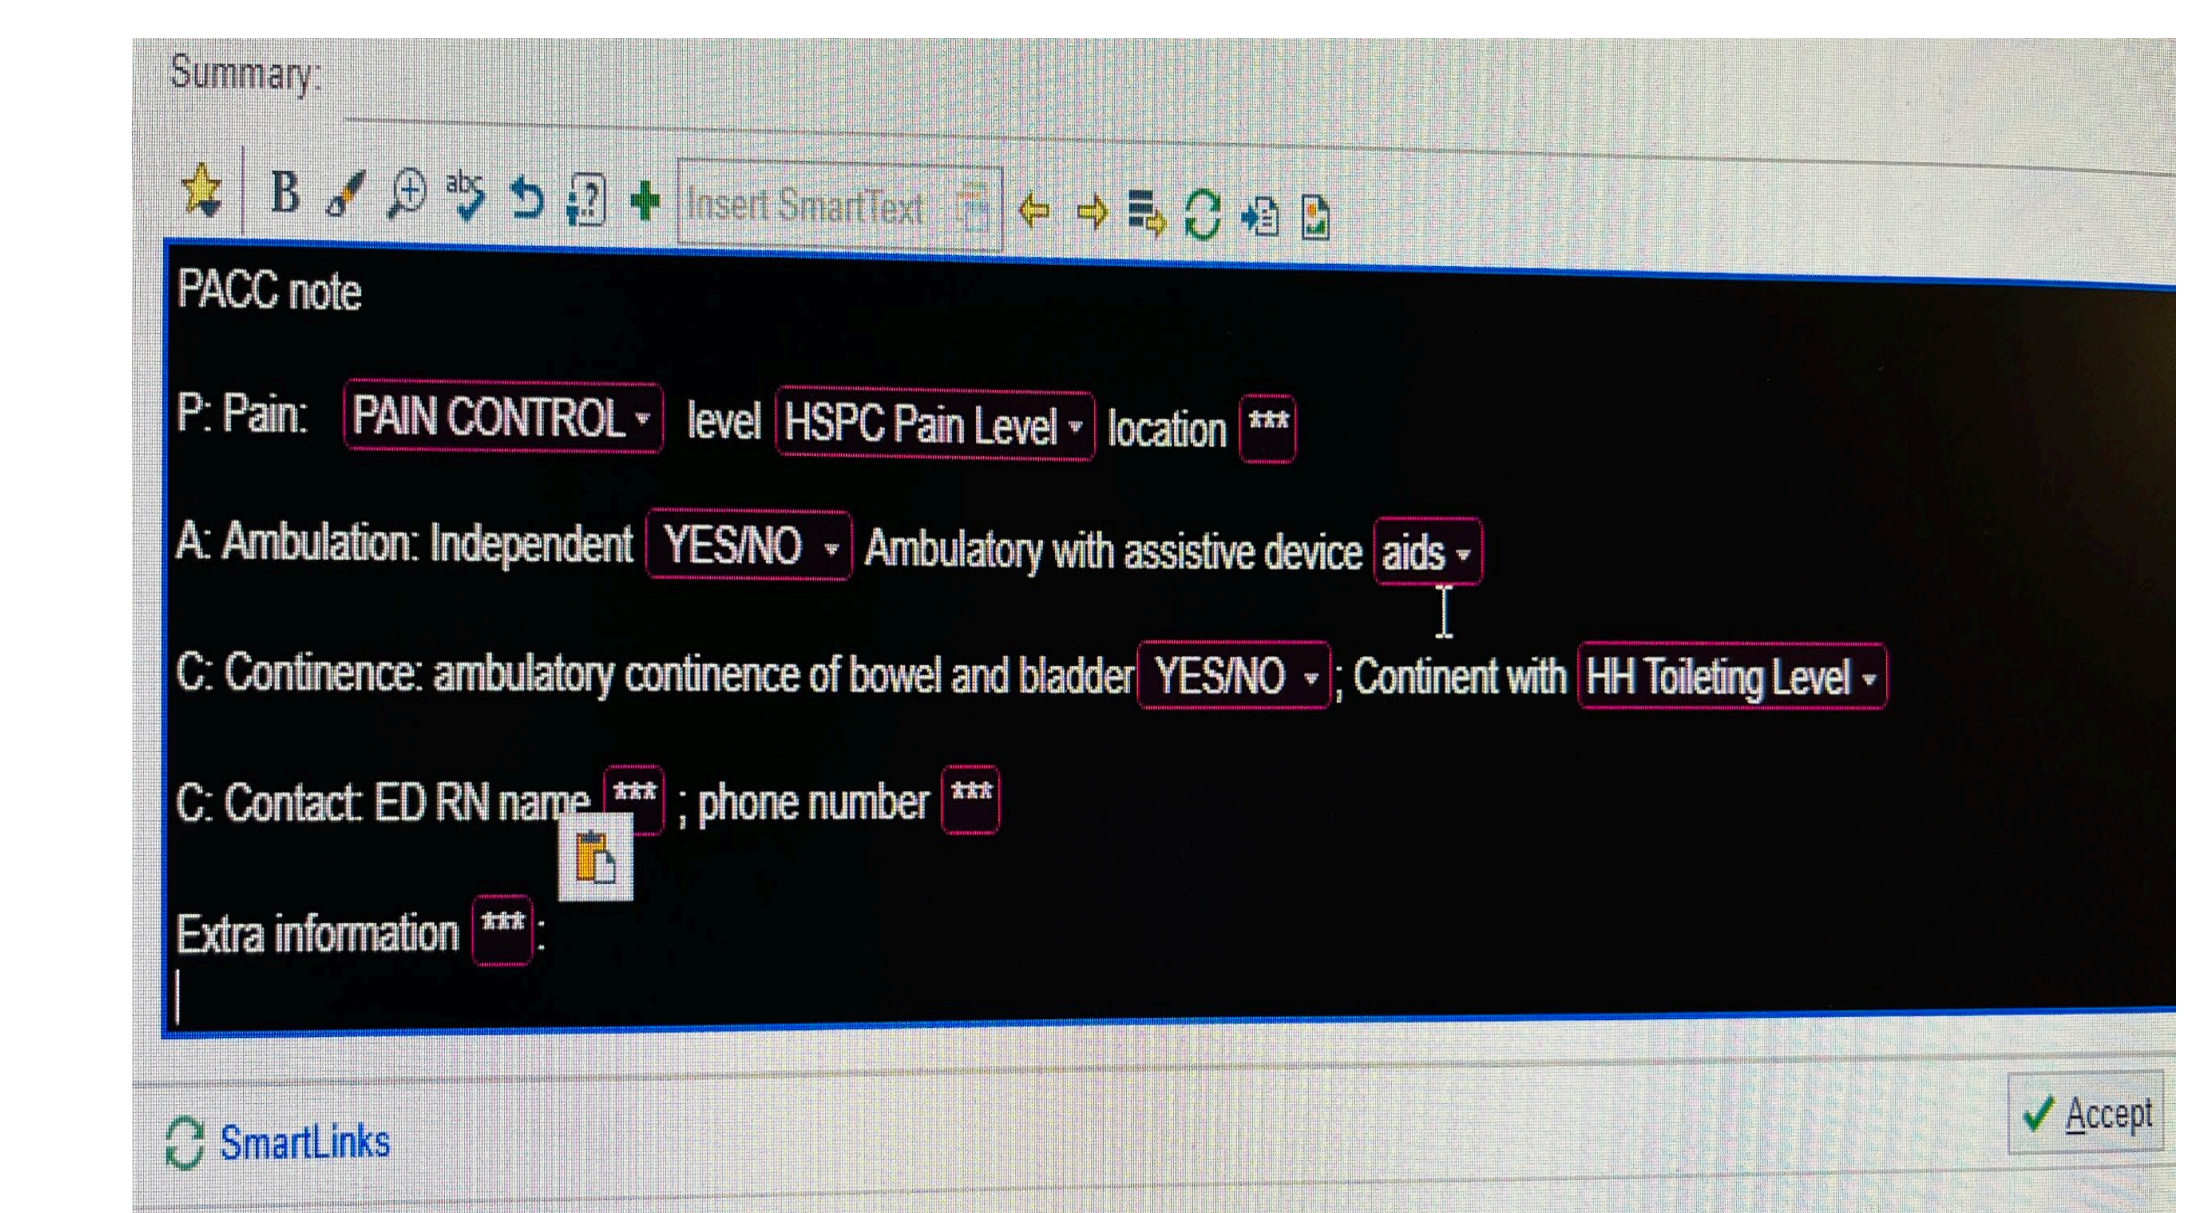 Summary:
B abc ? Insert SmartText
PACC note
P: Pain: PAIN CONTROL level HSPC Pain Level location ***
A: Ambulation: Independent YES/NO Ambulatory with assistive device aids
C: Continence: ambulatory continence of bowel and bladder YES/NO ; Continent with HH Toileting Level
C: Contact: ED RN name *** ; phone number ***
Extra information *** :
SmartLinks
Accept